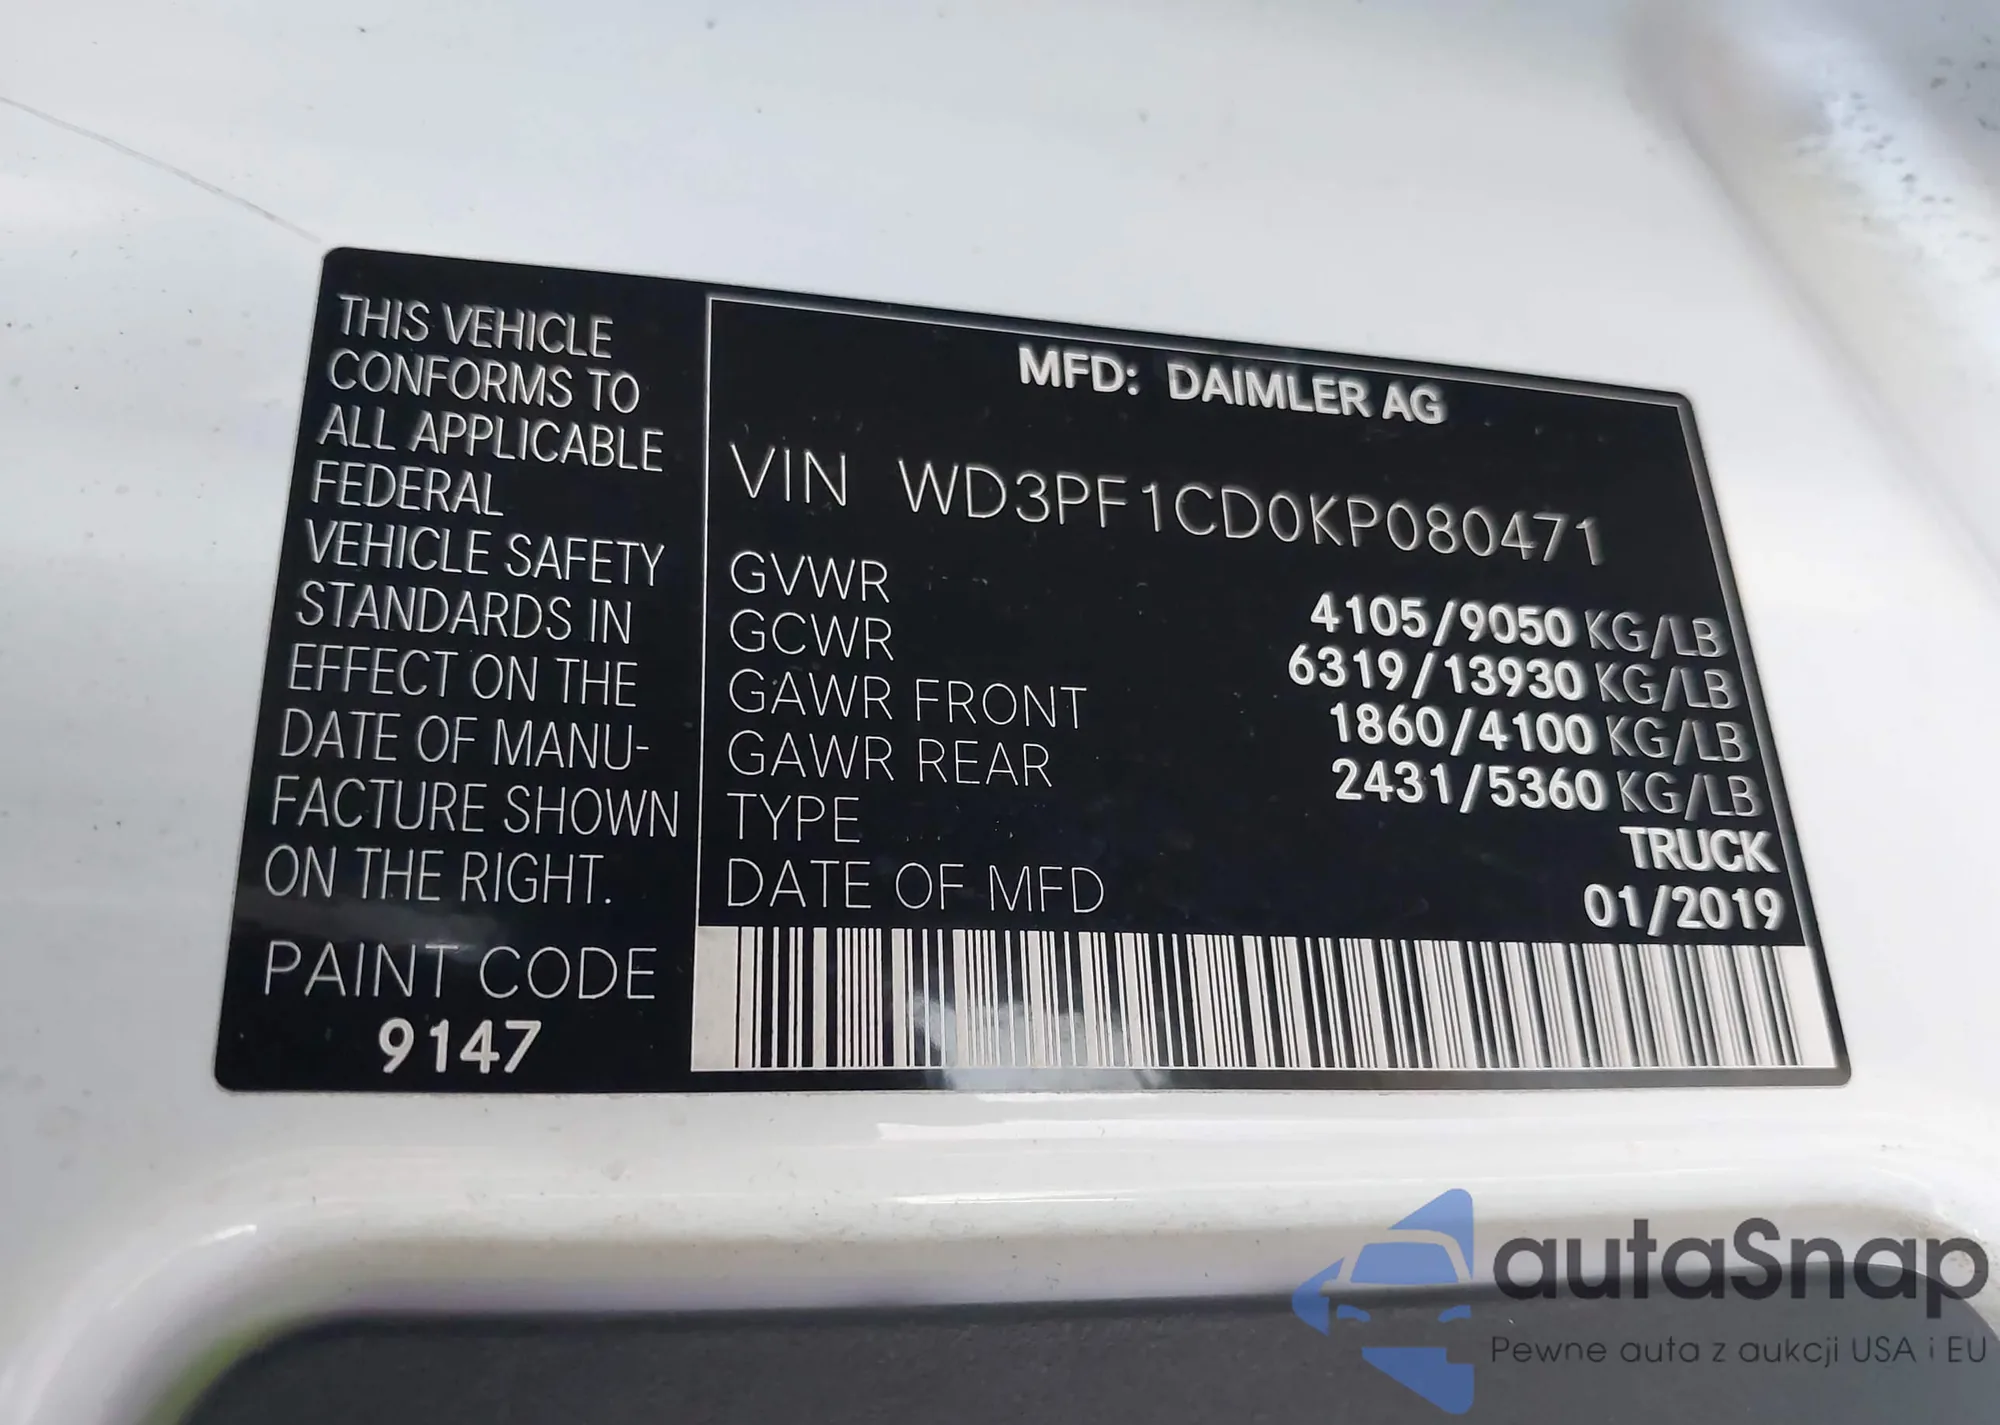 THIS VEHICLE
CONFORMS TO
ALL APPLICABLE
FEDERAL
VEHICLE SAFETY
STANDARDS IN
EFFECT ON THE
DATE OF MANU-
FACTURE SHOWN
ON THE RIGHT.
PAINT CODE
9147
MFD: DAIMLER AG
VIN WD3PF1CD0KP080471
GVWR 4105/9050 KG/LB
GCWR 6319/13930 KG/LB
GAWR FRONT 1860/4100 KG/LB
GAWR REAR 2431/5360 KG/LB
TYPE TRUCK
DATE OF MFD 01/2019
autaSnap
Pewne auta z aukcji USA i EU